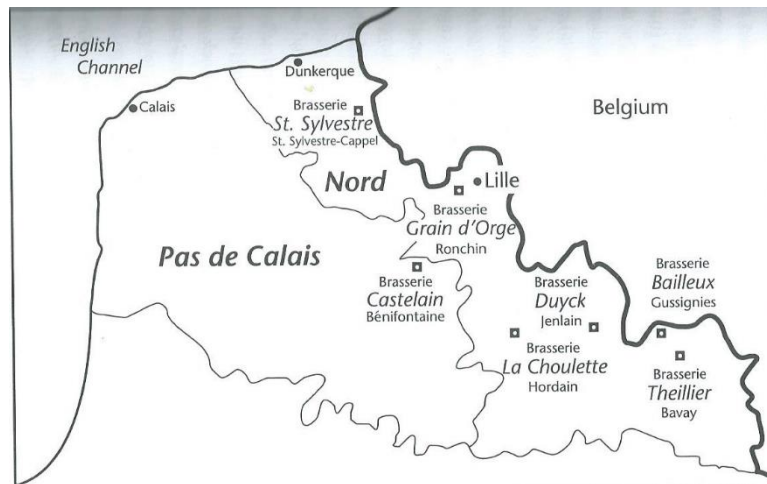 English
Channel
Dunkerque
Calais
Belgium
Brasserie
St. Sylvestre
St. Sylvestre-Cappel
Nord
Lille
Brasserie
Grain d'Orge
Ronchin
Pas de Calais
Brasserie
Castelain
Bénifontaine
Brasserie
Duyck
Jenlain
Brasserie
Bailleux
Gussignies
Brasserie
La Choulette
Hordain
Brasserie
Theillier
Bavay